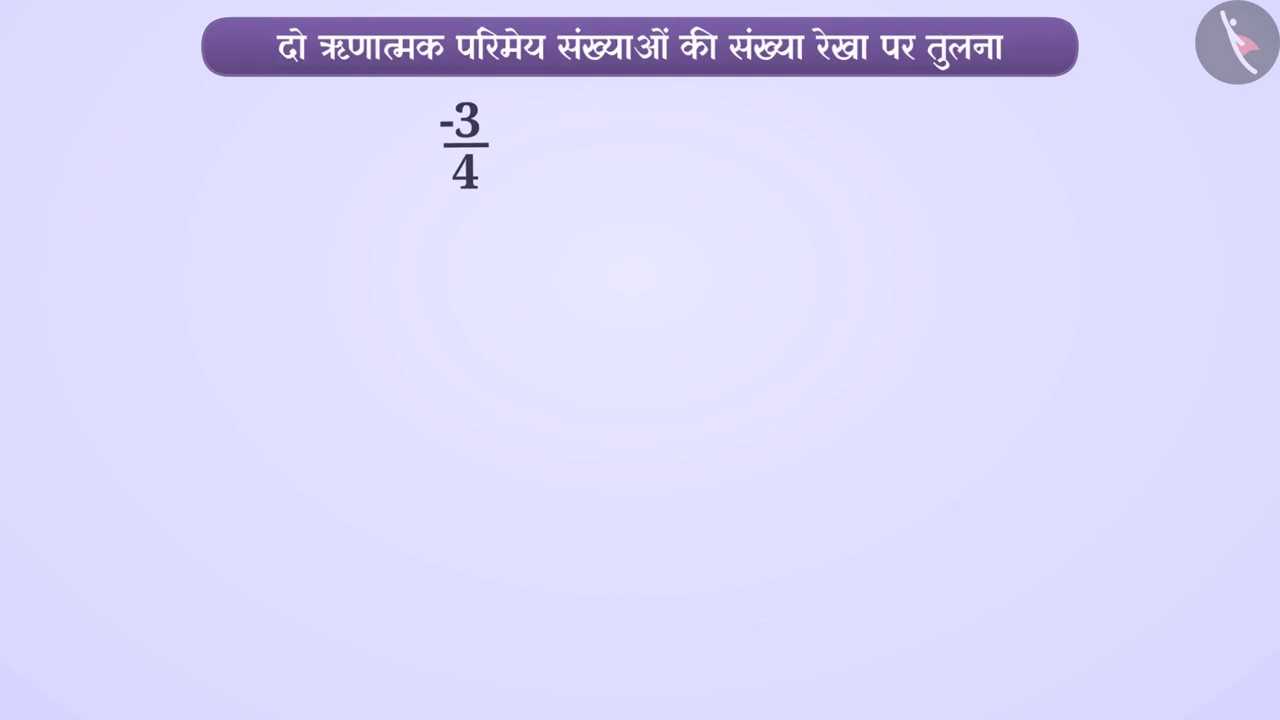 दो ऋणात्मक परिमेय संख्याओं की संख्या रेखा पर तुलना
-3
4